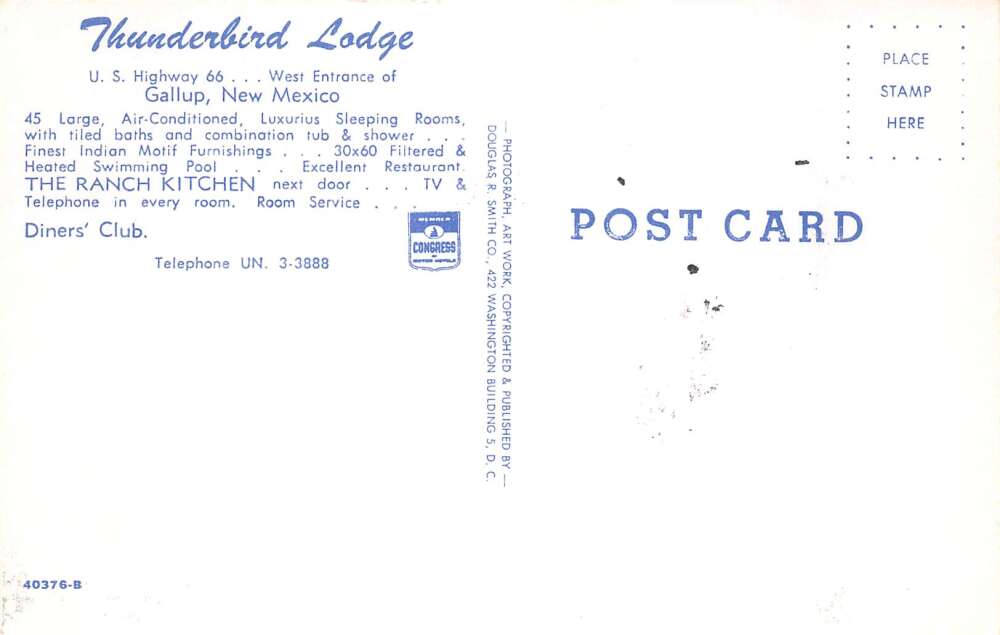 Thunderbird Lodge
U. S. Highway 66 . . . West Entrance of
Gallup, New Mexico
45 Large, Air-Conditioned, Luxurius Sleeping Rooms,
with tiled baths and combination tub & shower . . .
Finest Indian Motif Furnishings . . . 30x60 Filtered &
Heated Swimming Pool . . . Excellent Restaurant.
THE RANCH KITCHEN next door . . . TV &
Telephone in every room. Room Service . . .
Diners' Club.
MEMBER
CONGRESS
OF
MOTOR HOTELS
Telephone UN. 3-3888
40376-B
— PHOTOGRAPH, ART WORK, COPYRIGHTED & PUBLISHED BY —
DOUGLAS R. SMITH CO., 422 WASHINGTON BUILDING 5, D. C.
PLACE
STAMP
HERE
POST CARD